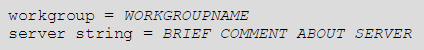 workgroup = WORKGROUPNAME
server string = BRIEF COMMENT ABOUT SERVER